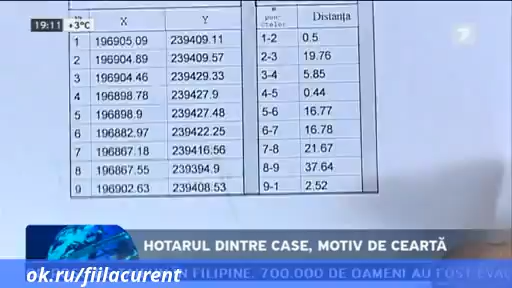 19:11 +3°C
X Y Distanța
1 196905.09 239409.11 1-2 0.5
2 196904.89 239409.57 2-3 19.76
3 196904.46 239429.33 3-4 5.85
4 196898.78 239427.9 4-5 0.44
5 196898.9 239427.48 5-6 16.77
6 196882.97 239422.25 6-7 16.78
7 196867.18 239416.56 7-8 21.67
8 196867.55 239394.9 8-9 37.64
9 196902.63 239408.53 9-1 2.52
7
HOTARUL DINTRE CASE, MOTIV DE CEARTĂ
FILIPINE. 700.000 DE OAMENI AU FOST
ok.ru/fiilacurent